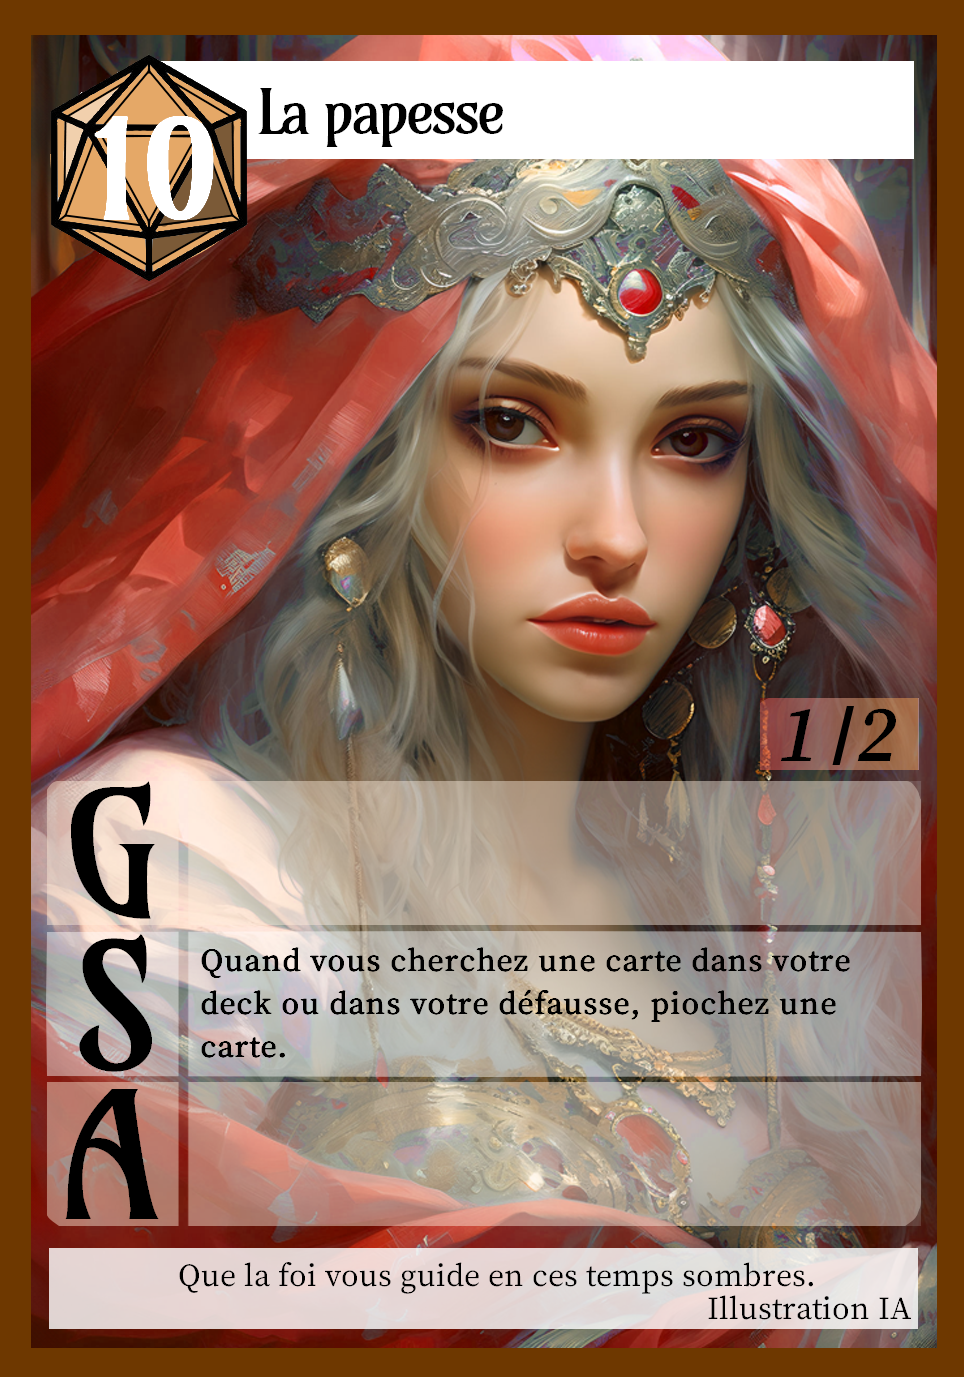 10
La papesse
1/2
G
S
Quand vous cherchez une carte dans votre
deck ou dans votre défausse, piochez une
carte.
A
Que la foi vous guide en ces temps sombres.
Illustration IA